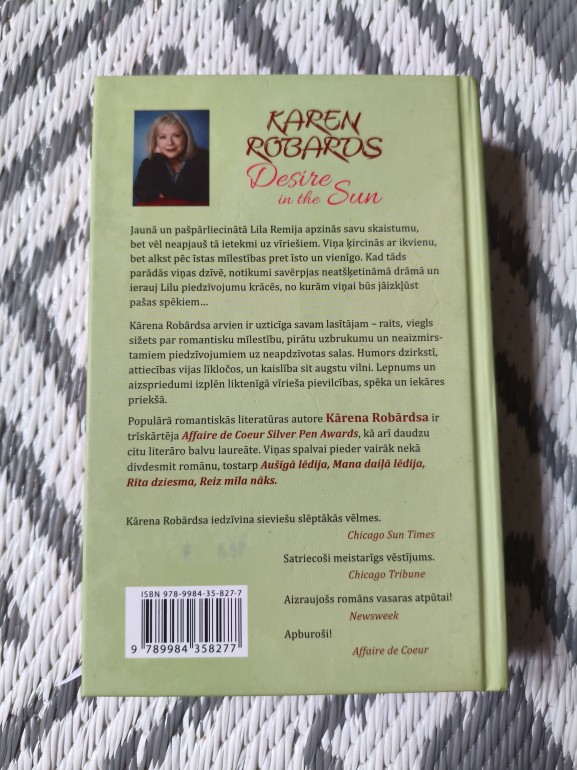 KAREN
ROBARDS
Desire
in the Sun
Jaunā un pašpārliecinātā Lila Remija apzinās savu skaistumu,
bet vēl neapjauš tā ietekmi uz vīriešiem. Viņa ķircinās ar ikvienu,
bet alkst pēc īstas mīlestības pret īsto un vienīgo. Kad tāds
parādās viņas dzīvē, notikumi savērpjas neatšķetināmā drāmā un
ierauj Lilu piedzīvojumu krācēs, no kurām viņai būs jāizkļūst
pašas spēkiem...
Kārena Robārdsa arvien ir uzticīga savam lasītājam – raits, viegls
sižets par romantisku mīlestību, pirātu uzbrukumu un neaizmirs-
tamiem piedzīvojumiem uz neapdzīvotas salas. Humors dzirkstī,
attiecības vijas līkločos, un kaislība sit augstu vilni. Lepnums un
aizspriedumi izplēn liktenīgā vīrieša pievilcības, spēka un iekāres
priekšā.
Populārā romantiskās literatūras autore Kārena Robārdsa ir
trīskārtēja Affaire de Coeur Silver Pen Awards, kā arī daudzu
citu literāro balvu laureāte. Viņas spalvai pieder vairāk nekā
divdesmit romānu, tostarp Aušīgā lēdija, Mana daiļā lēdija,
Rīta dziesma, Reiz mīla nāks.
Kārena Robārdsa iedzīvina sieviešu slēptākās vēlmes.
Chicago Sun Times
Satriecoši meistarīgs vēstījums.
Chicago Tribune
Aizraujošs romāns vasaras atpūtai!
Newsweek
Apburoši!
Affaire de Coeur
ISBN 978-9984-35-827-7
9 789984 358277